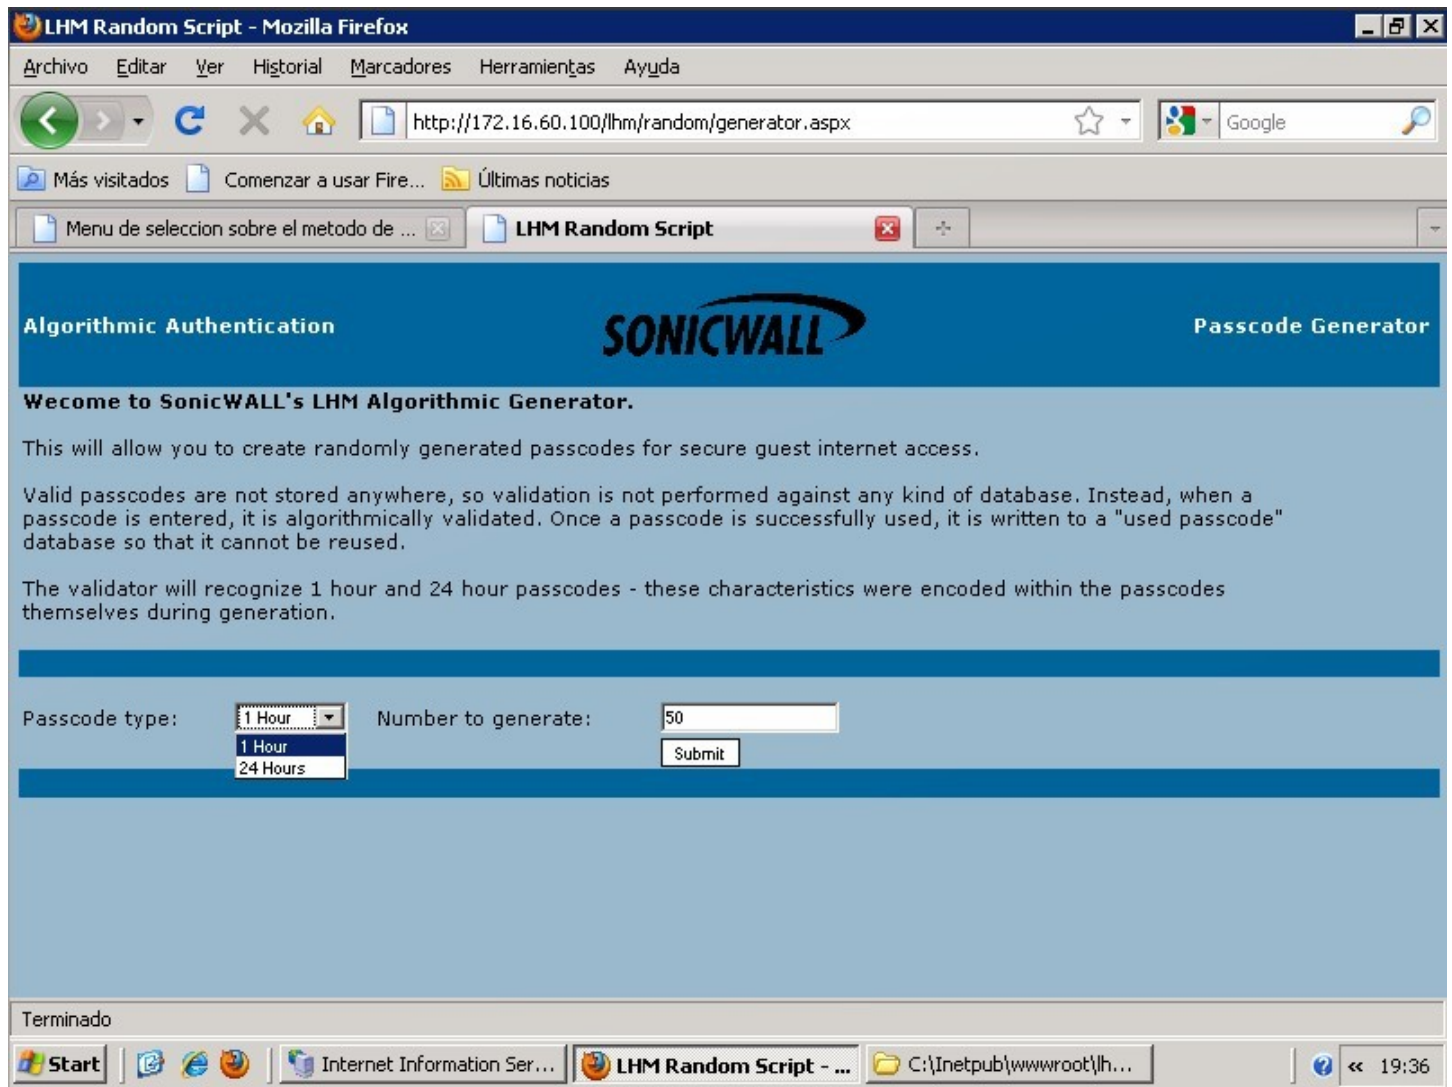 LHM Random Script - Mozilla Firefox
Archivo Editar Ver Historial Marcadores Herramientas Ayuda
http://172.16.60.100/lhm/random/generator.aspx Google
Más visitados Comenzar a usar Fire... Últimas noticias
Menu de seleccion sobre el metodo de ... LHM Random Script
Algorithmic Authentication SONICWALL Passcode Generator
Wecome to SonicWALL's LHM Algorithmic Generator.
This will allow you to create randomly generated passcodes for secure guest internet access.
Valid passcodes are not stored anywhere, so validation is not performed against any kind of database. Instead, when a
passcode is entered, it is algorithmically validated. Once a passcode is successfully used, it is written to a "used passcode"
database so that it cannot be reused.
The validator will recognize 1 hour and 24 hour passcodes - these characteristics were encoded within the passcodes
themselves during generation.
Passcode type: 1 Hour Number to generate: 50
1 Hour
24 Hours
Submit
Terminado
Start Internet Information Ser... LHM Random Script - ... C:\Inetpub\wwwroot\lh... « 19:36